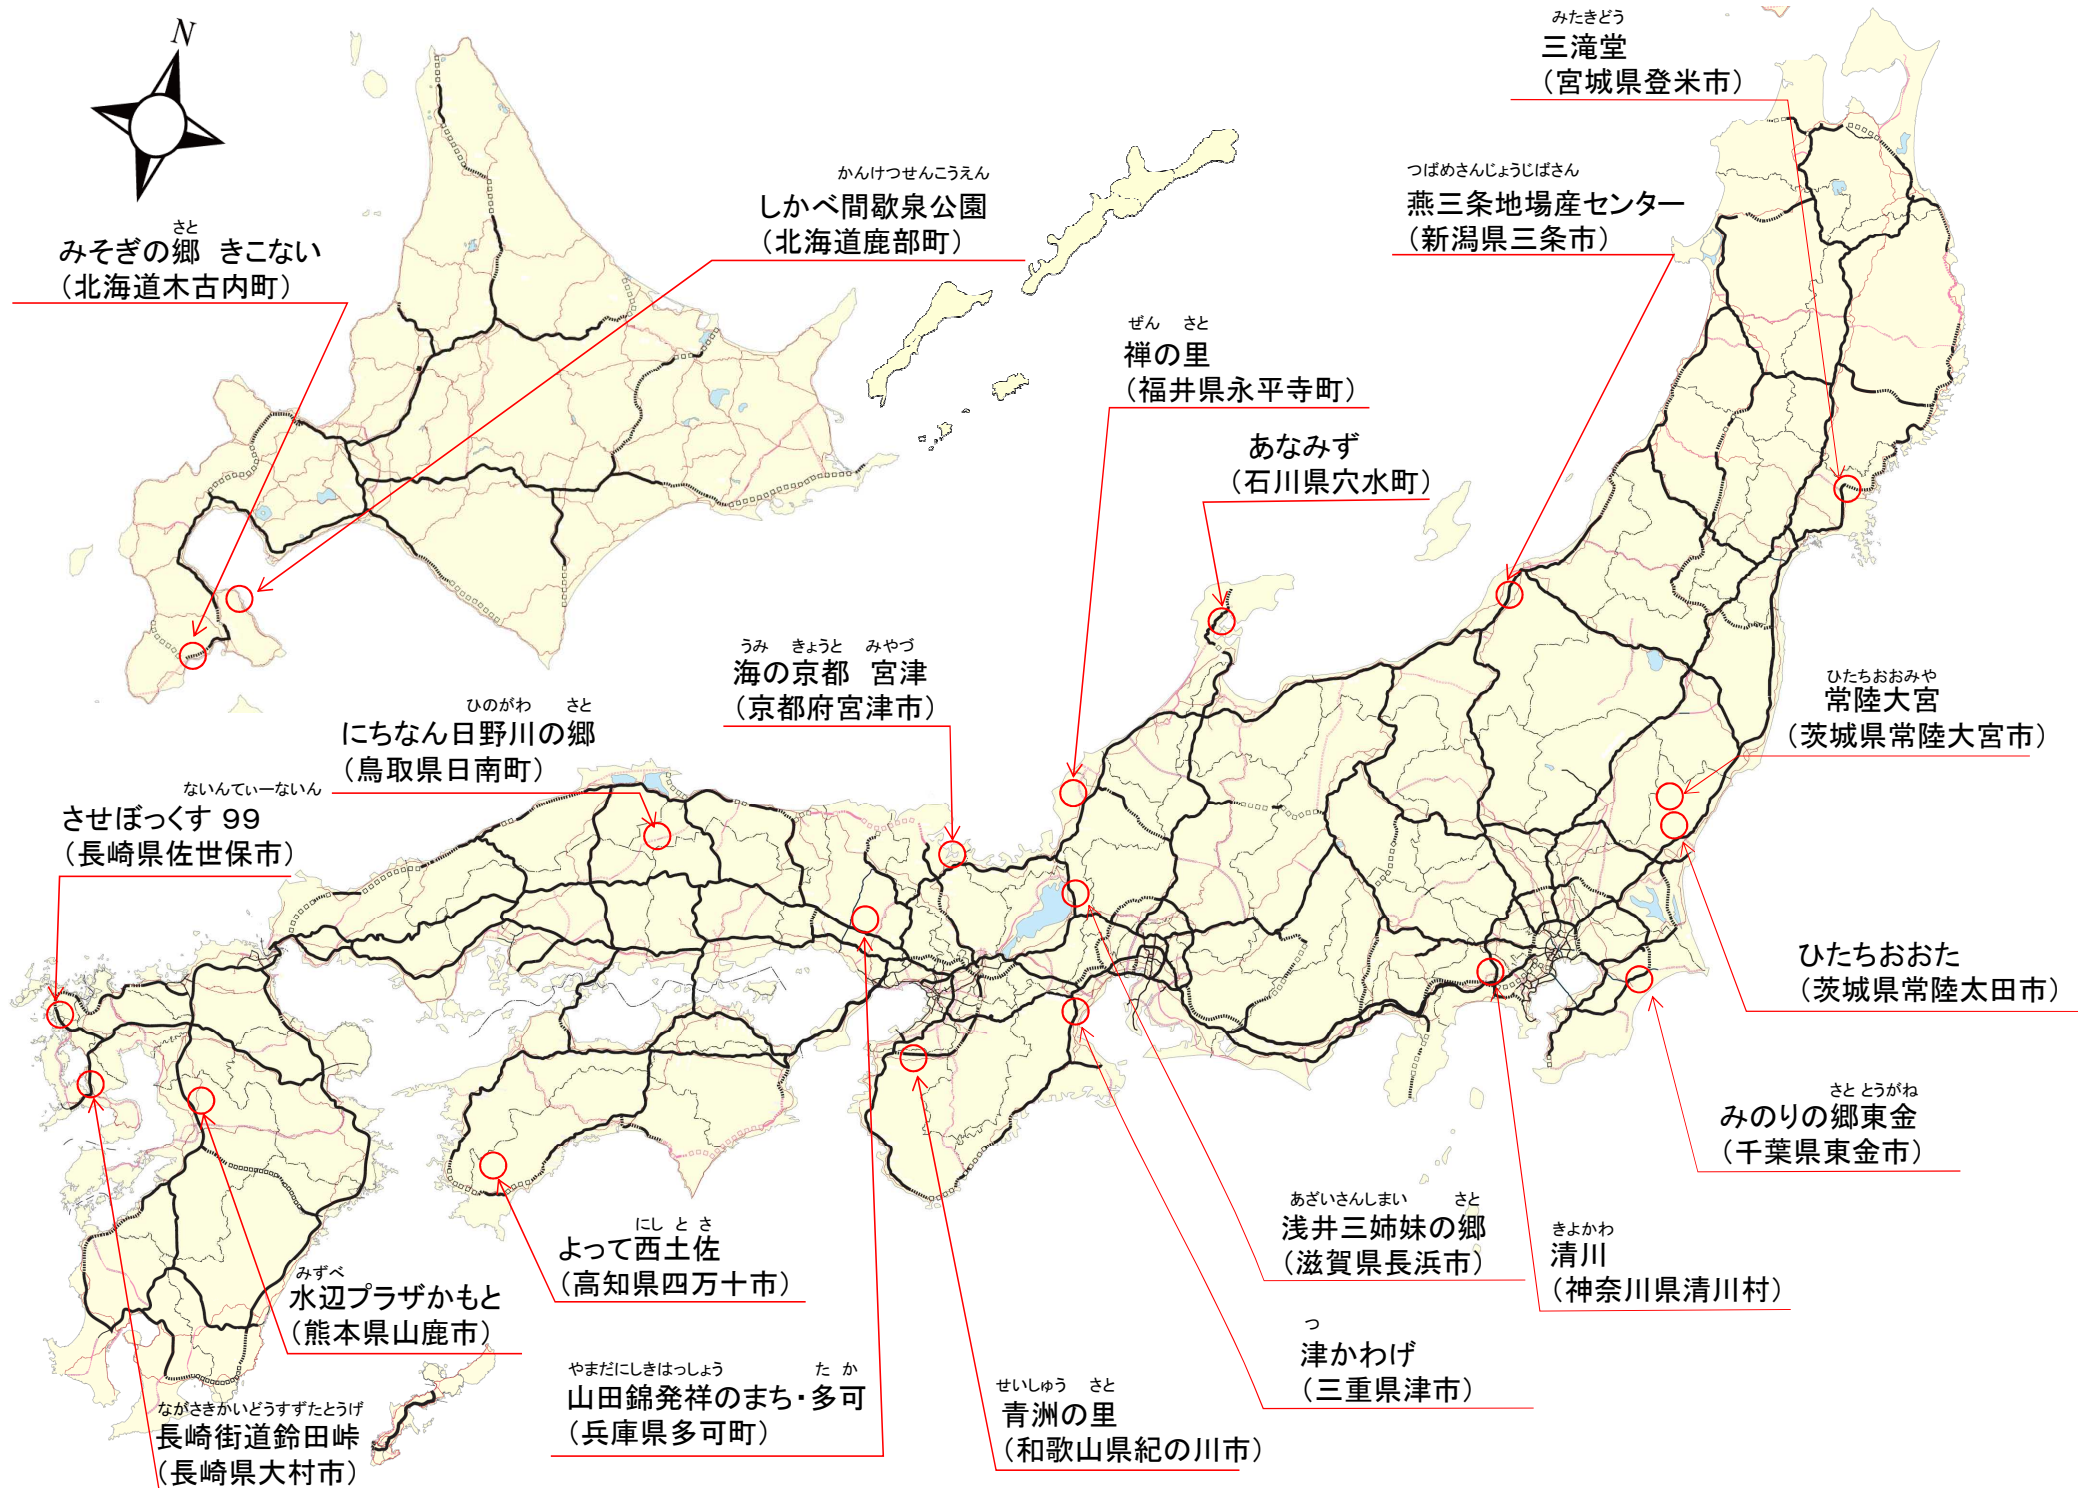 N
さと
みそぎの郷 きこない
（北海道木古内町）
かんけつせんこうえん
しかべ間歇泉公園
（北海道鹿部町）
みたきどう
三滝堂
（宮城県登米市）
つばめさんじょうじばさん
燕三条地場産センター
（新潟県三条市）
ぜん さと
禅の里
（福井県永平寺町）
あなみず
（石川県穴水町）
うみ きょうと みやづ
海の京都 宮津
（京都府宮津市）
ひのがわ さと
にちなん日野川の郷
（鳥取県日南町）
ないんてぃーないん
させぼっくす 99
（長崎県佐世保市）
ひたちおおみや
常陸大宮
（茨城県常陸大宮市）
ひたちおおた
（茨城県常陸太田市）
さと とうがね
みのりの郷東金
（千葉県東金市）
きよかわ
清川
（神奈川県清川村）
あざいさんしまい さと
浅井三姉妹の郷
（滋賀県長浜市）
つ
津かわげ
（三重県津市）
せいしゅう さと
青洲の里
（和歌山県紀の川市）
にし と さ
よって西土佐
（高知県四万十市）
やまだにしきはっしょう た か
山田錦発祥のまち・多可
（兵庫県多可町）
みずべ
水辺プラザかもと
（熊本県山鹿市）
ながさきかいどうすずたとうげ
長崎街道鈴田峠
（長崎県大村市）